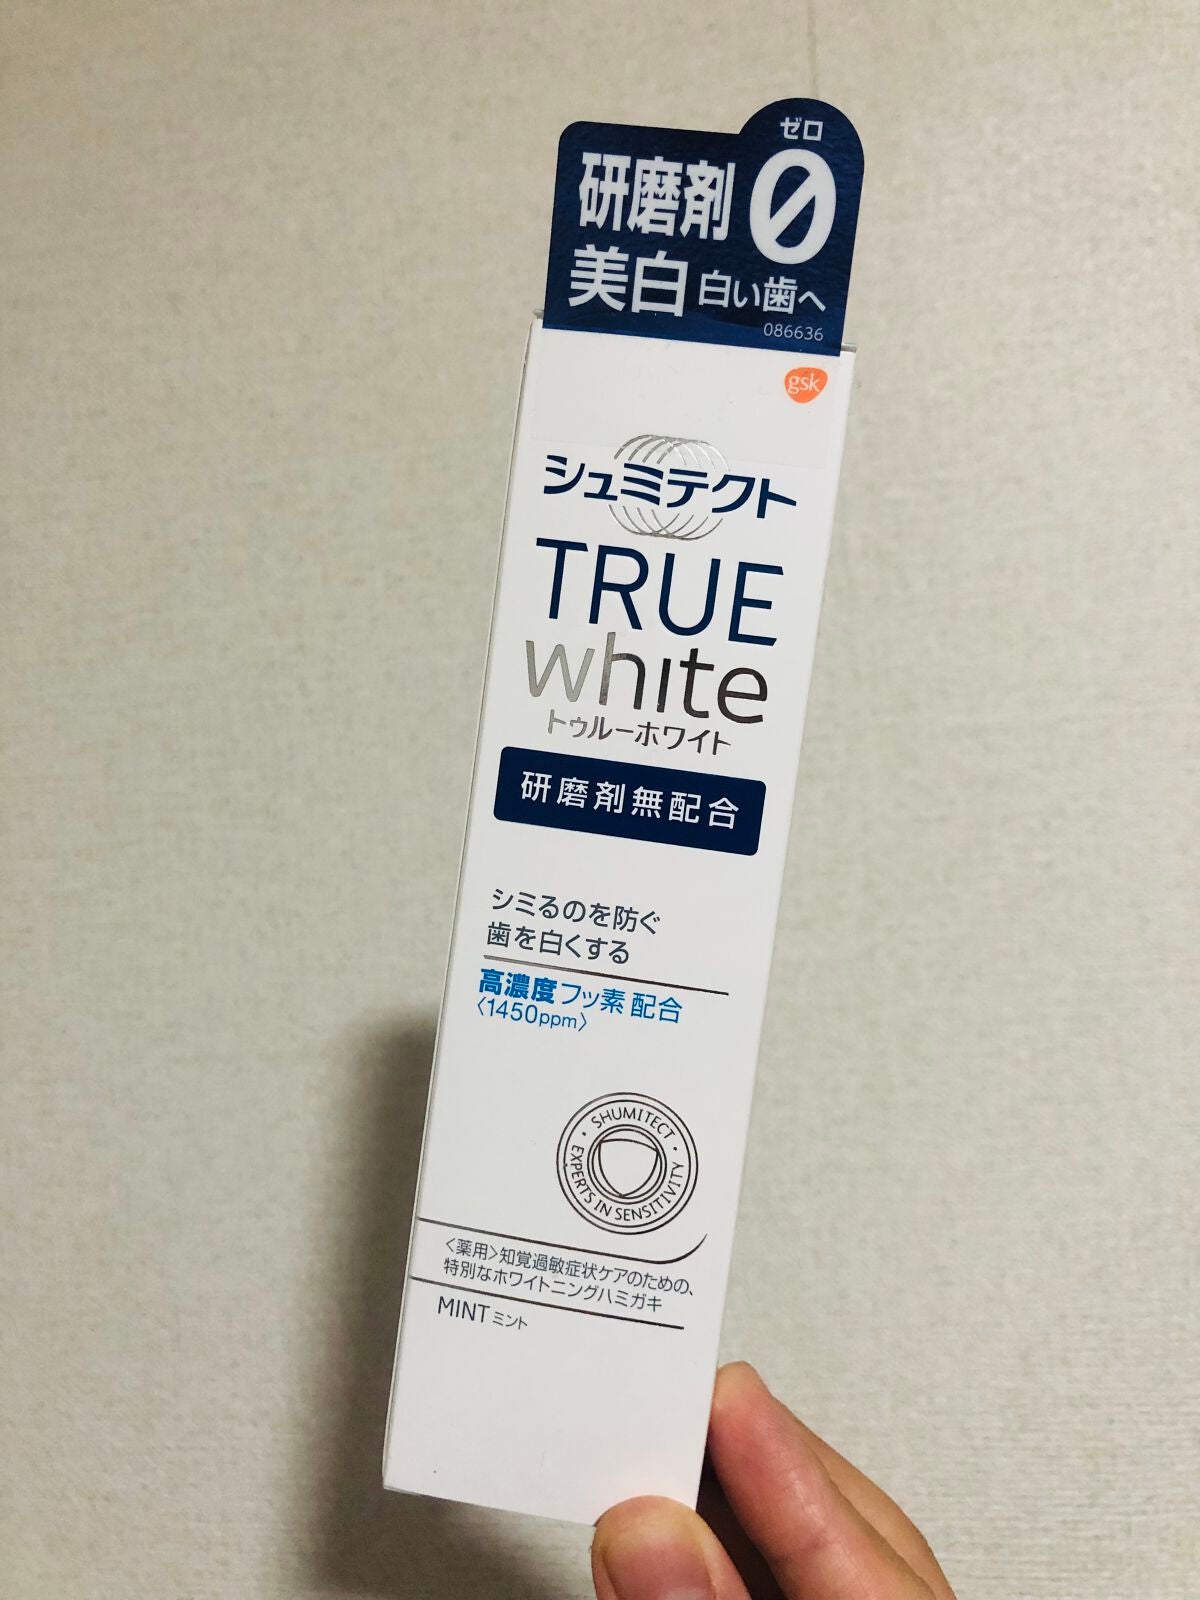 ゼロ
研磨剤0
美白 白い歯へ
086636
gsk
シュミテクト
TRUE
white
トゥルーホワイト
研磨剤無配合
シミるのを防ぐ
歯を白くする
高濃度フッ素 配合
〈1450ppm〉
・SHUMITECT・
EXPERTS IN SENSITIVITY
〈薬用〉知覚過敏症状ケアのための、
特別なホワイトニングハミガキ
MINT ミント